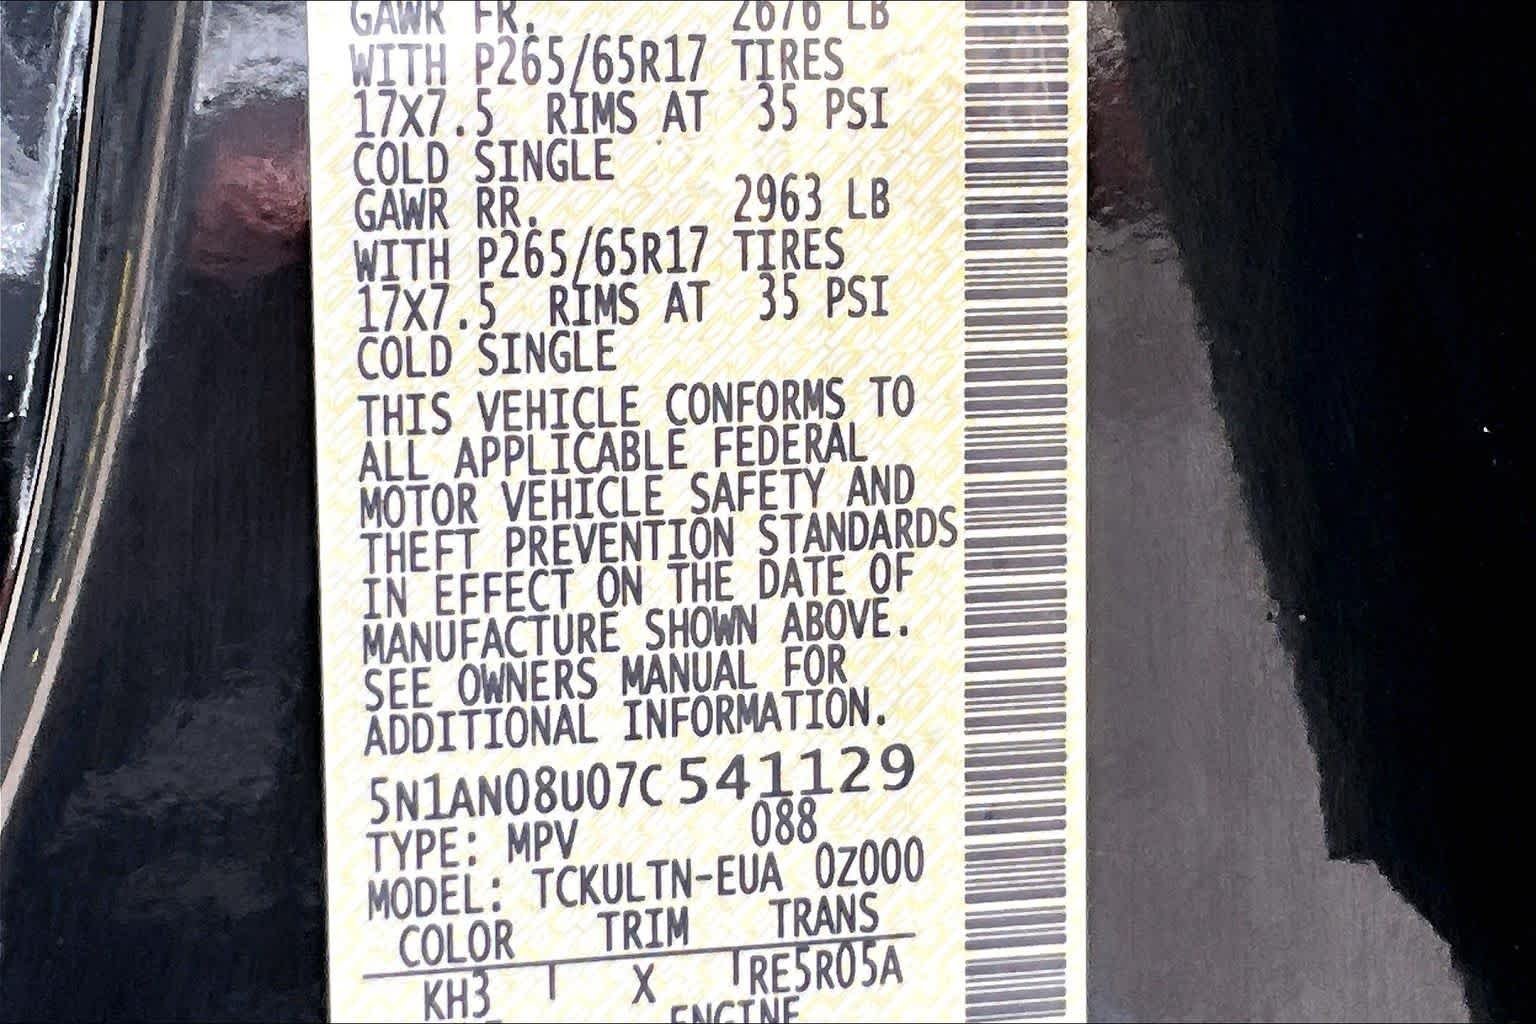 GAWR FR. 2676 LB
WITH P265/65R17 TIRES
17X7.5 RIMS AT 35 PSI
COLD SINGLE
GAWR RR. 2963 LB
WITH P265/65R17 TIRES
17X7.5 RIMS AT 35 PSI
COLD SINGLE
THIS VEHICLE CONFORMS TO
ALL APPLICABLE FEDERAL
MOTOR VEHICLE SAFETY AND
THEFT PREVENTION STANDARDS
IN EFFECT ON THE DATE OF
MANUFACTURE SHOWN ABOVE.
SEE OWNERS MANUAL FOR
ADDITIONAL INFORMATION.
5N1AN08U07C541129
TYPE: MPV 088
MODEL: TCKULTN-EUA 0Z000
COLOR TRIM TRANS
KH3 X RE5R05A
ENGINE